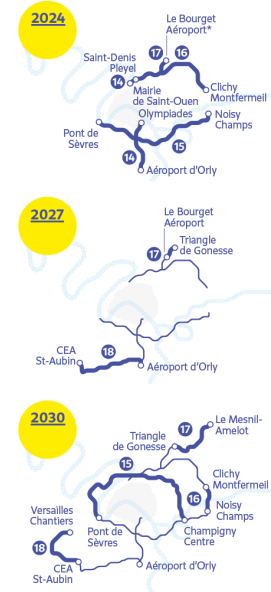 2024
Le Bourget
Aéroport*
Saint-Denis
Pleyel
17
16
14
Mairie
de Saint-Ouen
Clichy
Montfermeil
Olympiades
Noisy
Champs
Pont de
Sèvres
15
14
Aéroport d'Orly
2027
Le Bourget
Aéroport
17
Triangle
de Gonesse
CEA
St-Aubin
18
Aéroport d'Orly
2030
17
Le Mesnil-
Amelot
Triangle
de Gonesse
15
Clichy
Montfermeil
16
Versailles
Chantiers
Noisy
Champs
Pont de
Sèvres
Champigny
Centre
18
CEA
St-Aubin
Aéroport d'Orly